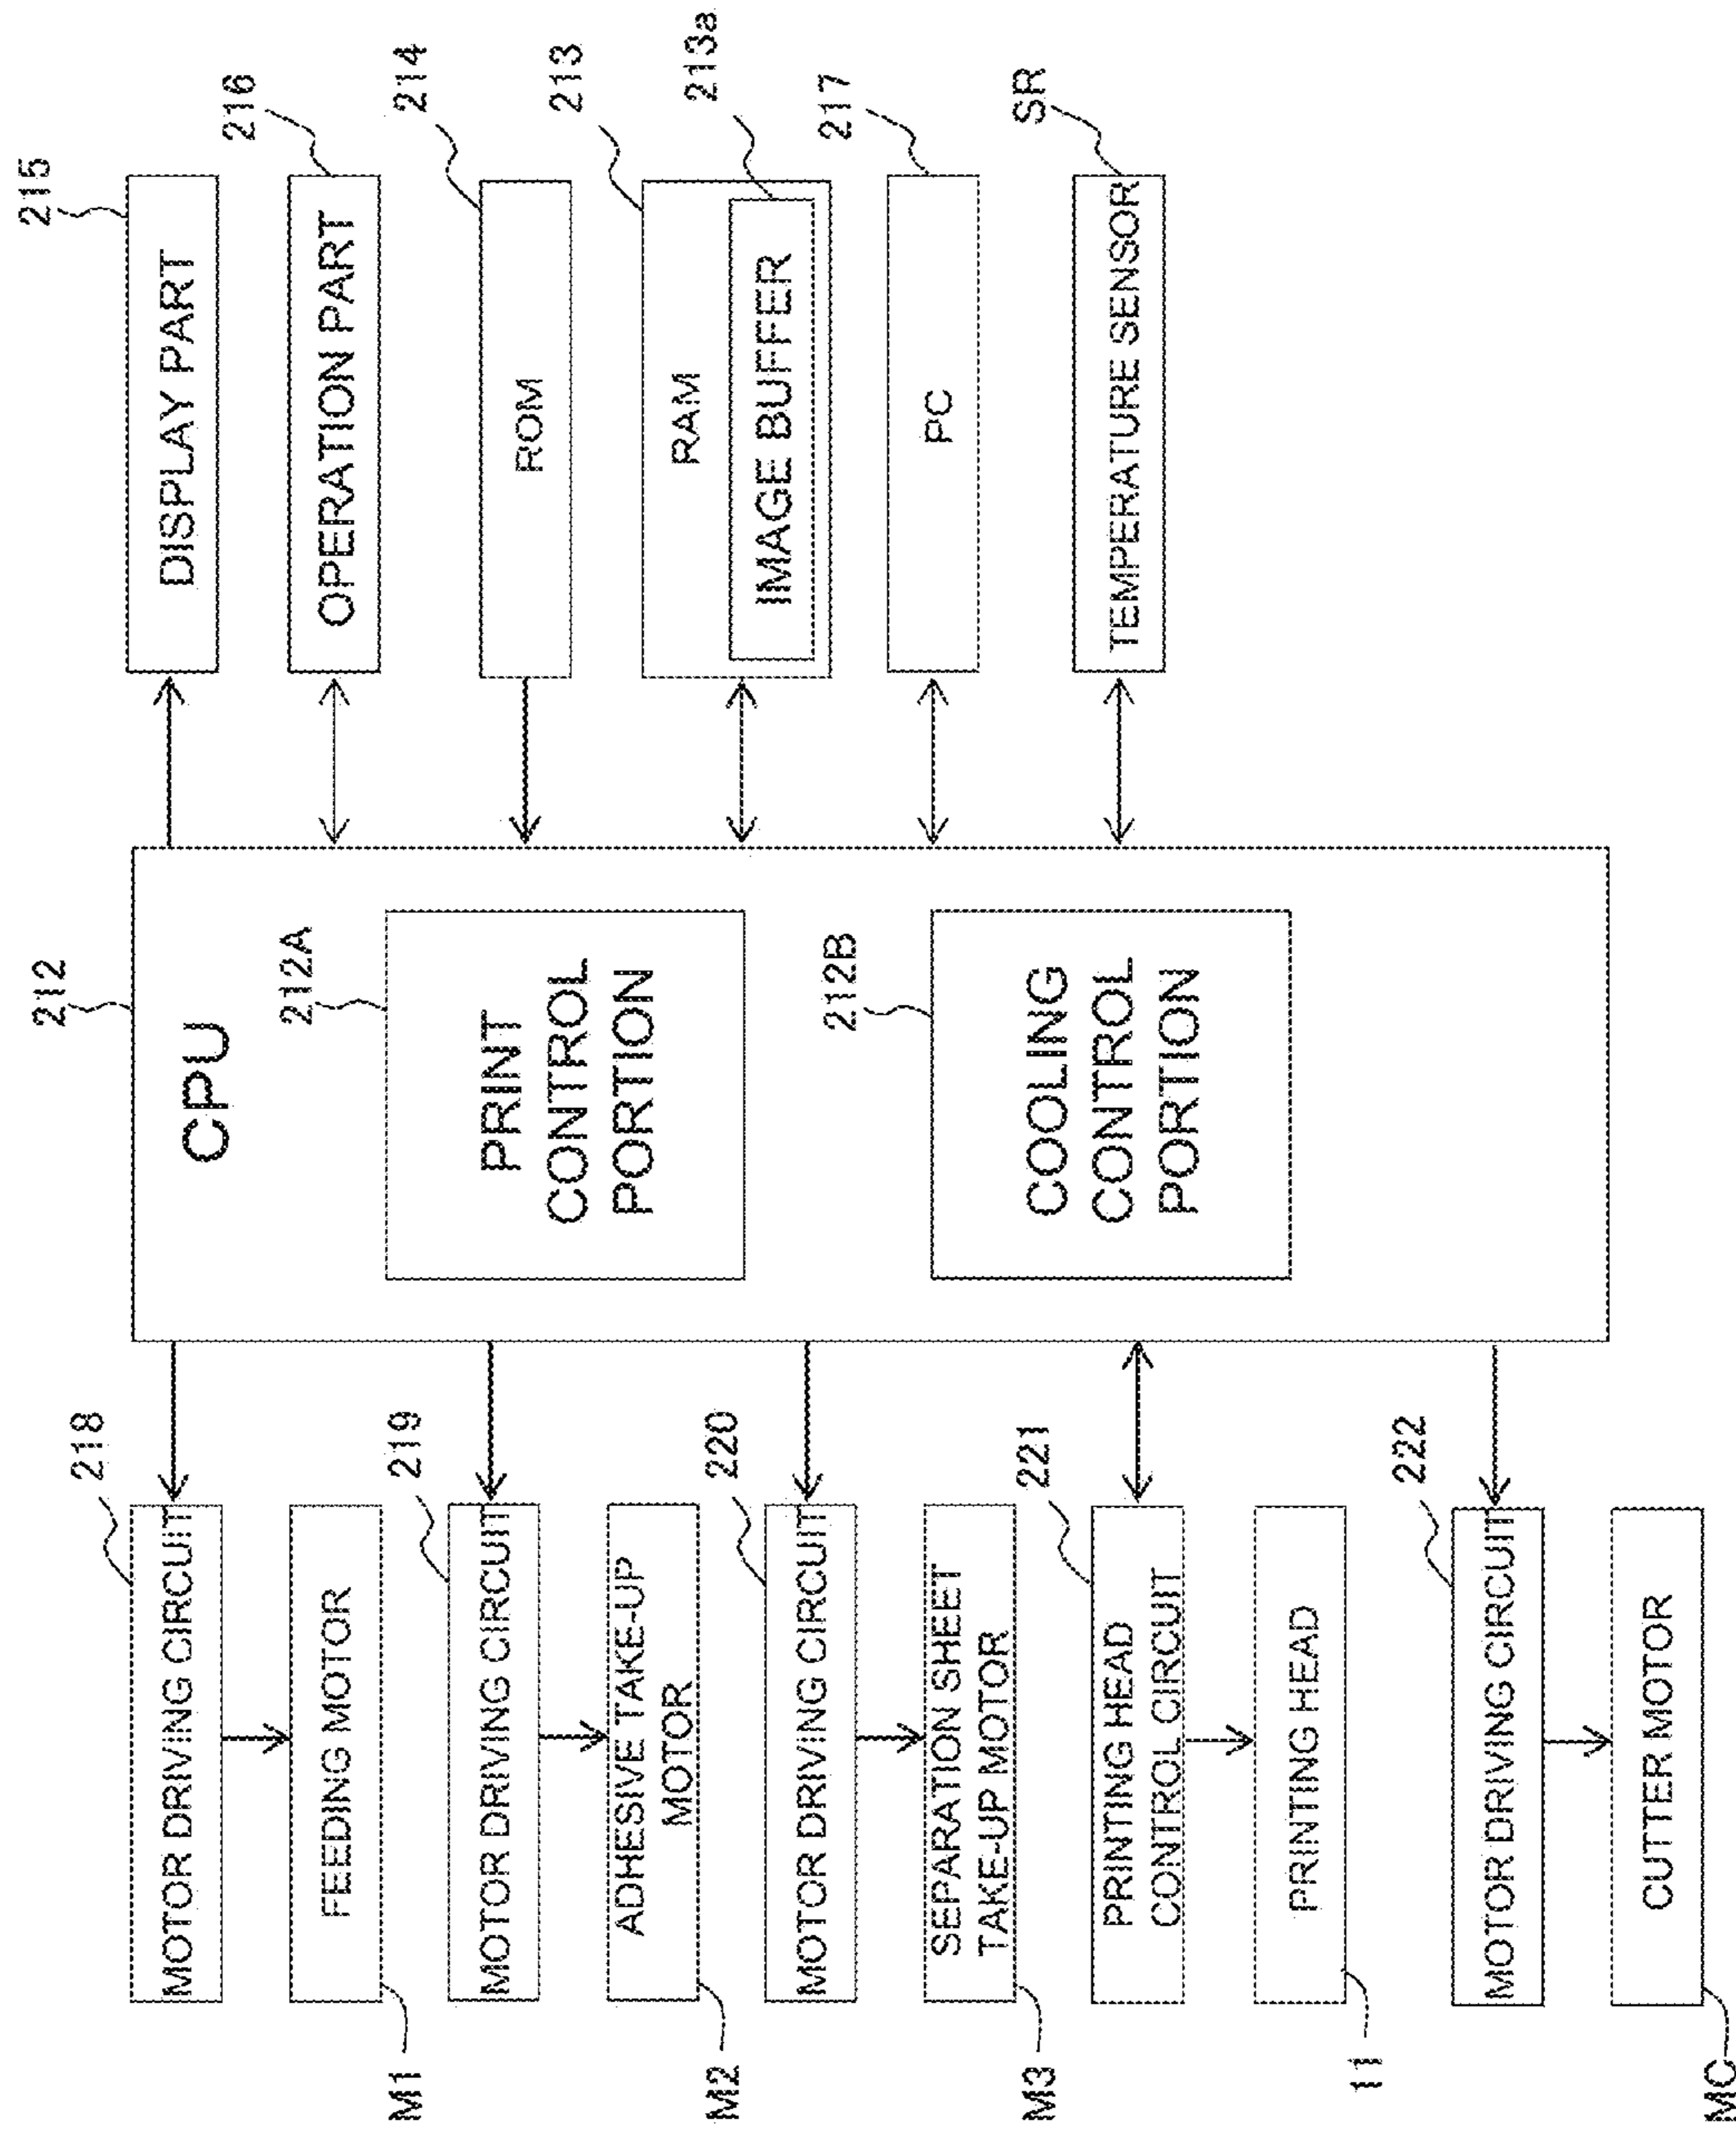 218
MOTOR DRIVING CIRCUIT
FEEDING MOTOR
M1
219
MOTOR DRIVING CIRCUIT
ADHESIVE TAKE-UP
MOTOR
M2
220
MOTOR DRIVING CIRCUIT
SEPARATION SHEET
TAKE-UP MOTOR
M3
221
PRINTING HEAD
CONTROL CIRCUIT
PRINTING HEAD
11
222
MOTOR DRIVING CIRCUIT
CUTTER MOTOR
MC
212
CPU
212A
PRINT
CONTROL
PORTION
212B
COOLING
CONTROL
PORTION
215
DISPLAY PART
216
OPERATION PART
214
ROM
213
RAM
213a
IMAGE BUFFER
217
PC
SR
TEMPERATURE SENSOR